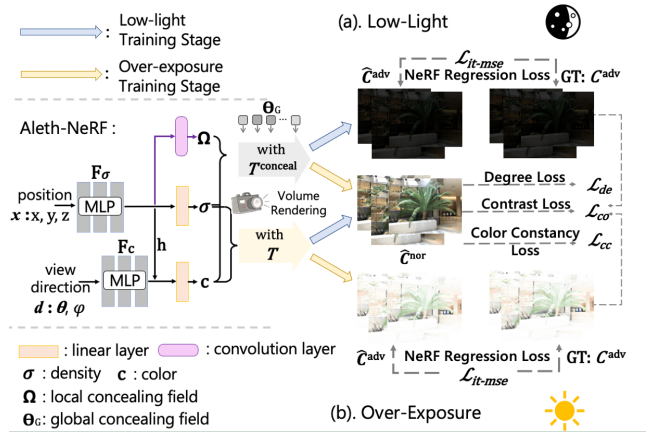 Low-light
Training Stage
:
Over-exposure
Training Stage
:
(a). Low-Light
ℒit-mse
Ĉadv NeRF Regression Loss GT: Cadv
Aleth-NeRF :
ΘG
...
Ω
with
Tconceal
Fσ
position
x :x, y, z
MLP
σ
Volume
Rendering
Degree Loss
ℒde
Contrast Loss
ℒco
Color Constancy
Loss
ℒcc
Ĉnor
with
T
Fc
h
view
direction
d : θ, φ
MLP
c
: linear layer
: convolution layer
σ : density c : color
Ω : local concealing field
ΘG : global concealing field
Ĉadv NeRF Regression Loss GT: Cadv
ℒit-mse
(b). Over-Exposure